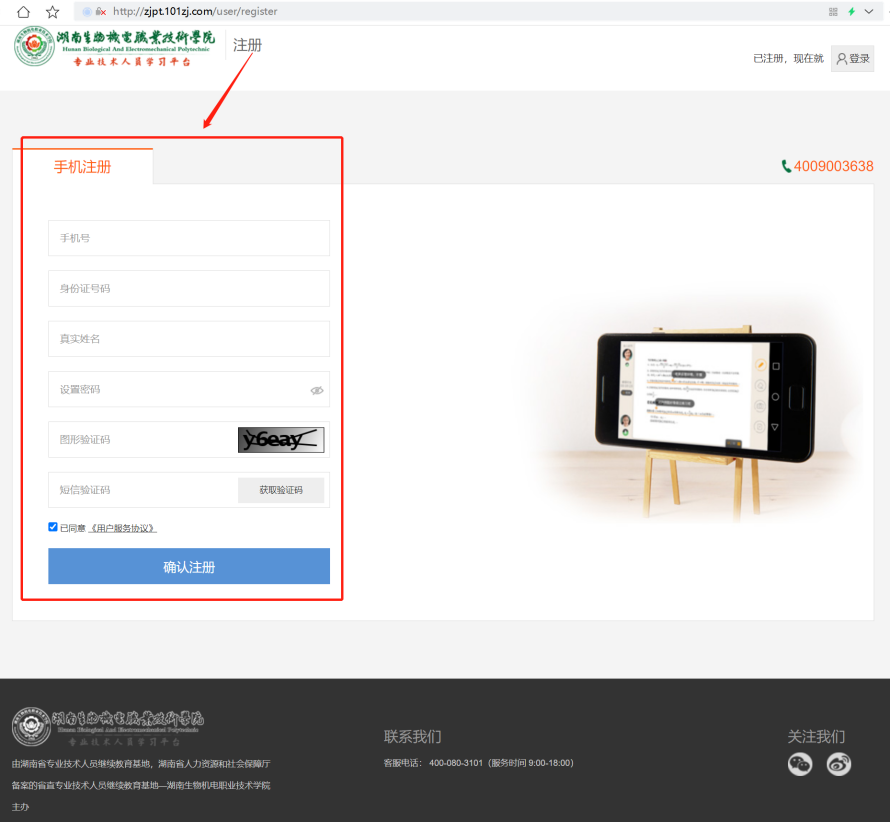 http://zjpt.101zj.com/user/register
湖南生物機电職業技術學院
Hunan Biological And Electromechanical Polytechnic
专业技术人员学习平台
注册
已注册，现在就
登录
手机注册
4009003638
手机号
身份证号码
真实姓名
设置密码
图形验证码
y6eay
短信验证码
获取验证码
已同意《用户服务协议》
确认注册
湖南生物機电職業技術學院
Hunan Biological And Electromechanical Polytechnic
专业技术人员学习平台
由湖南省专业技术人员继续教育基地，湖南省人力资源和社会保障厅
备案的省直专业技术人员继续教育基地—湖南生物机电职业技术学院
主办
联系我们
客服电话： 400-080-3101（服务时间 9:00-18:00）
关注我们